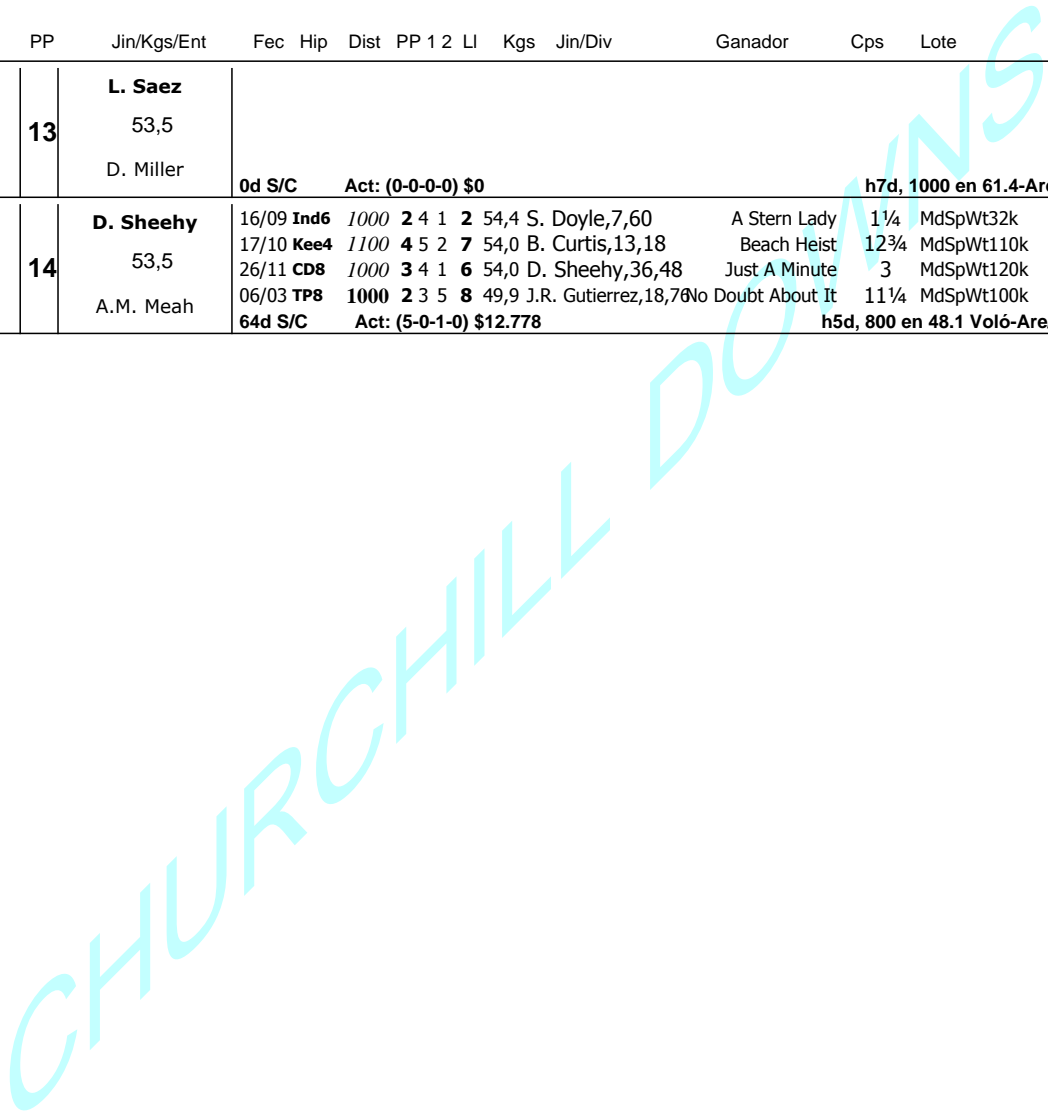 PP Jin/Kgs/Ent Fec Hip Dist PP 1 2 Ll Kgs Jin/Div Ganador Cps Lote
13 L. Saez
53,5
D. Miller
0d S/C Act: (0-0-0-0) $0 h7d, 1000 en 61.4-Are
14 D. Sheehy
53,5
A.M. Meah
16/09 Ind6 1000 2 4 1 2 54,4 S. Doyle,7,60 A Stern Lady 1¼ MdSpWt32k
17/10 Kee4 1100 4 5 2 7 54,0 B. Curtis,13,18 Beach Heist 12¾ MdSpWt110k
26/11 CD8 1000 3 4 1 6 54,0 D. Sheehy,36,48 Just A Minute 3 MdSpWt120k
06/03 TP8 1000 2 3 5 8 49,9 J.R. Gutierrez,18,76 No Doubt About It 11¼ MdSpWt100k
64d S/C Act: (5-0-1-0) $12.778 h5d, 800 en 48.1 Voló-Are
CHURCHILL DOWNS